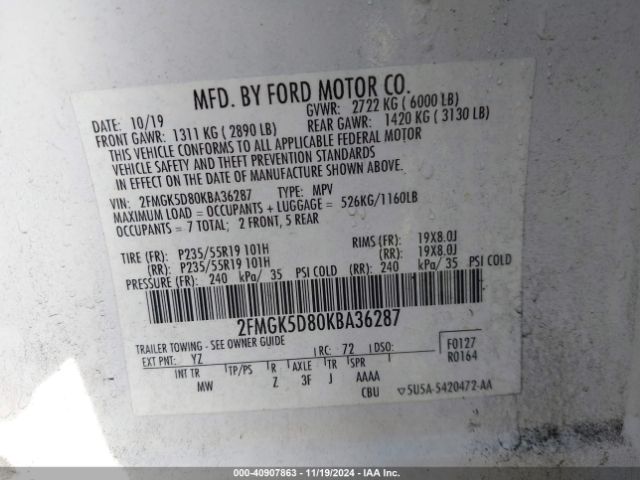 MFD. BY FORD MOTOR CO.
DATE: 10/19 GVWR: 2722 KG ( 6000 LB)
FRONT GAWR: 1311 KG ( 2890 LB) REAR GAWR: 1420 KG ( 3130 LB)
THIS VEHICLE CONFORMS TO ALL APPLICABLE FEDERAL MOTOR
VEHICLE SAFETY AND THEFT PREVENTION STANDARDS
IN EFFECT ON THE DATE OF MANUFACTURE SHOWN ABOVE.
VIN: 2FMGK5D80KBA36287 TYPE: MPV
MAXIMUM LOAD = OCCUPANTS + LUGGAGE = 526KG/1160LB
OCCUPANTS = 7 TOTAL; 2 FRONT, 5 REAR
TIRE (FR): P235/55R19 101H RIMS (FR): 19X8.0J
(RR): P235/55R19 101H (RR): 19X8.0J
PRESSURE (FR): 240 kPa/ 35 PSI COLD (RR): 240 kPa/ 35 PSI COLD
2FMGK5D80KBA36287
TRAILER TOWING - SEE OWNER GUIDE
EXT PNT: YZ RC: 72 DSO: F0127
R0164
INT TR TP/PS R AXLE TR SPR
MW Z 3F J AAAA
CBU 5U5A-5420472-AA
000-40907863 - 11/19/2024 - IAA Inc.